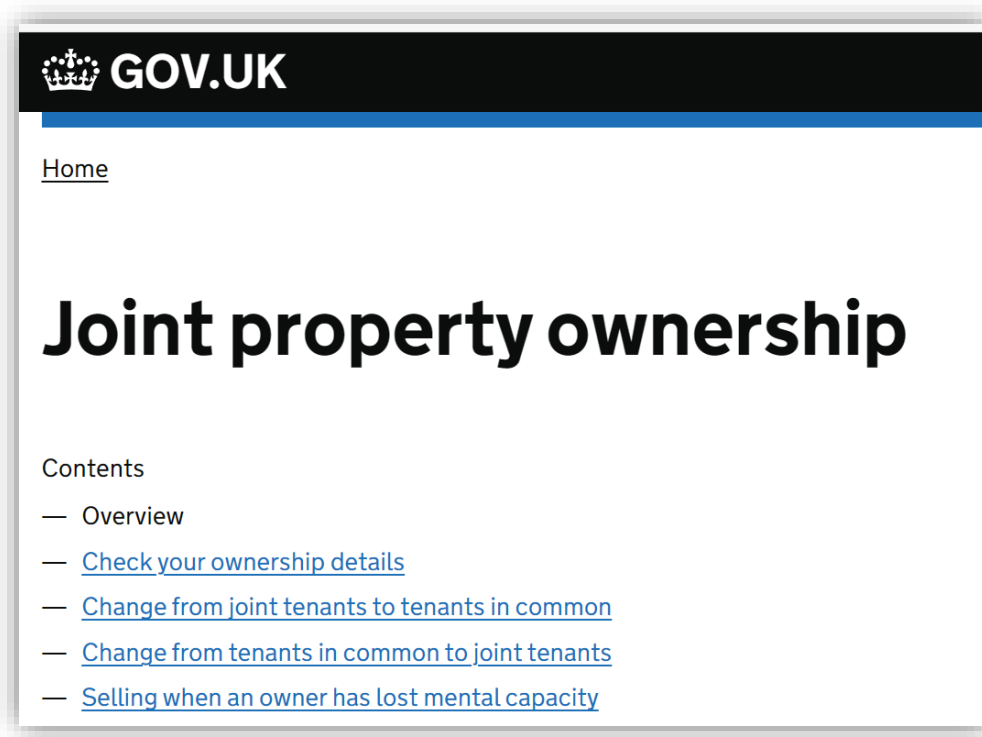 GOV.UK
Home
Joint property ownership
Contents
— Overview
— Check your ownership details
— Change from joint tenants to tenants in common
— Change from tenants in common to joint tenants
— Selling when an owner has lost mental capacity